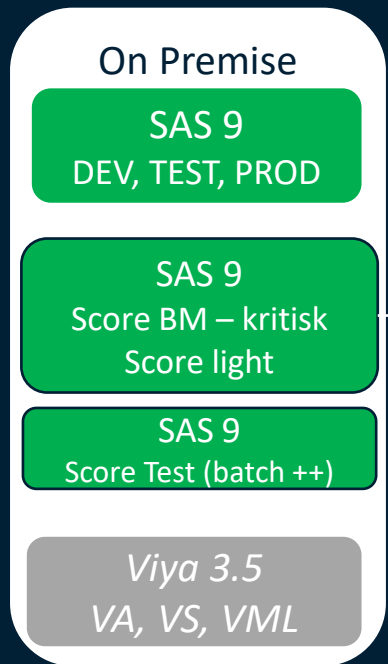 On Premise
SAS 9
DEV, TEST, PROD
SAS 9
Score BM – kritisk
Score light
SAS 9
Score Test (batch ++)
Viya 3.5
VA, VS, VML